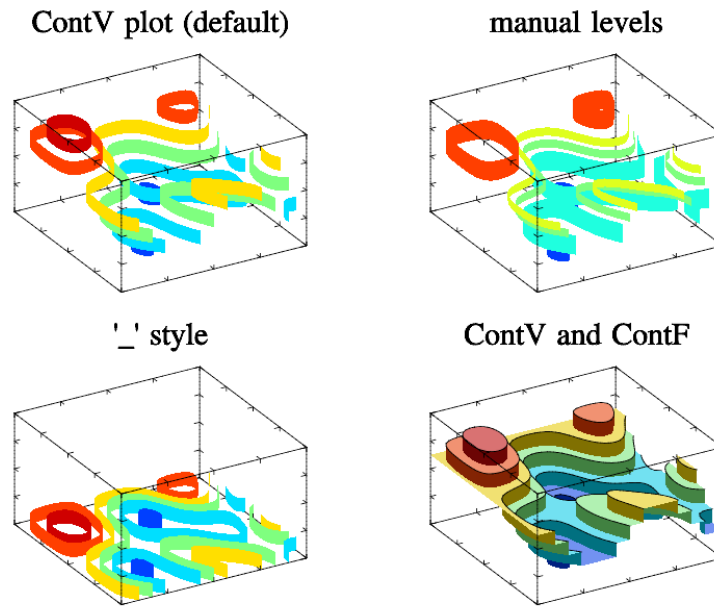 ContV plot (default)
manual levels
'_' style
ContV and ContF